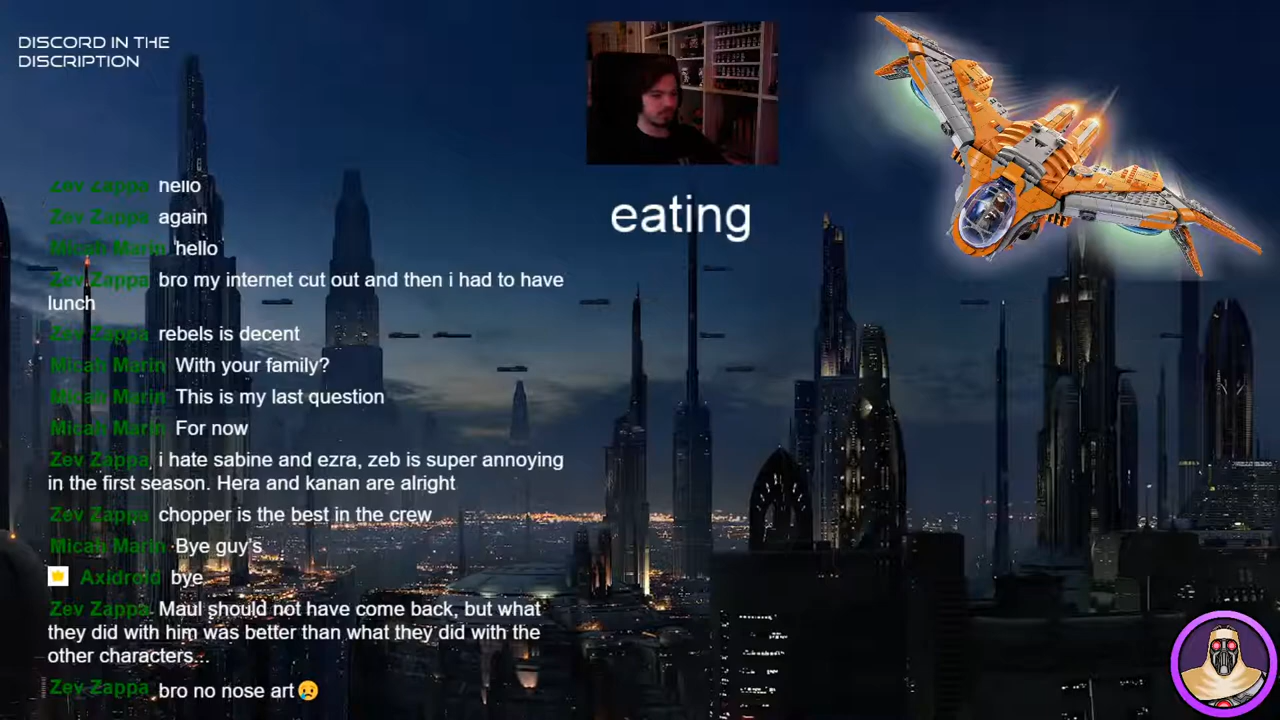 DISCORD IN THE
DISCRIPTION
Zev Zappa hello
Zev Zappa again
Micah Marin hello
Zev Zappa bro my internet cut out and then i had to have
lunch
Zev Zappa rebels is decent
Micah Marin With your family?
Micah Marin This is my last question
Micah Marin For now
Zev Zappa i hate sabine and ezra, zeb is super annoying
in the first season. Hera and kanan are alright
Zev Zappa chopper is the best in the crew
Micah Marin Bye guy's
Axidroid bye
Zev Zappa Maul should not have come back, but what
they did with him was better than what they did with the
other characters...
Zev Zappa bro no nose art😢
eating